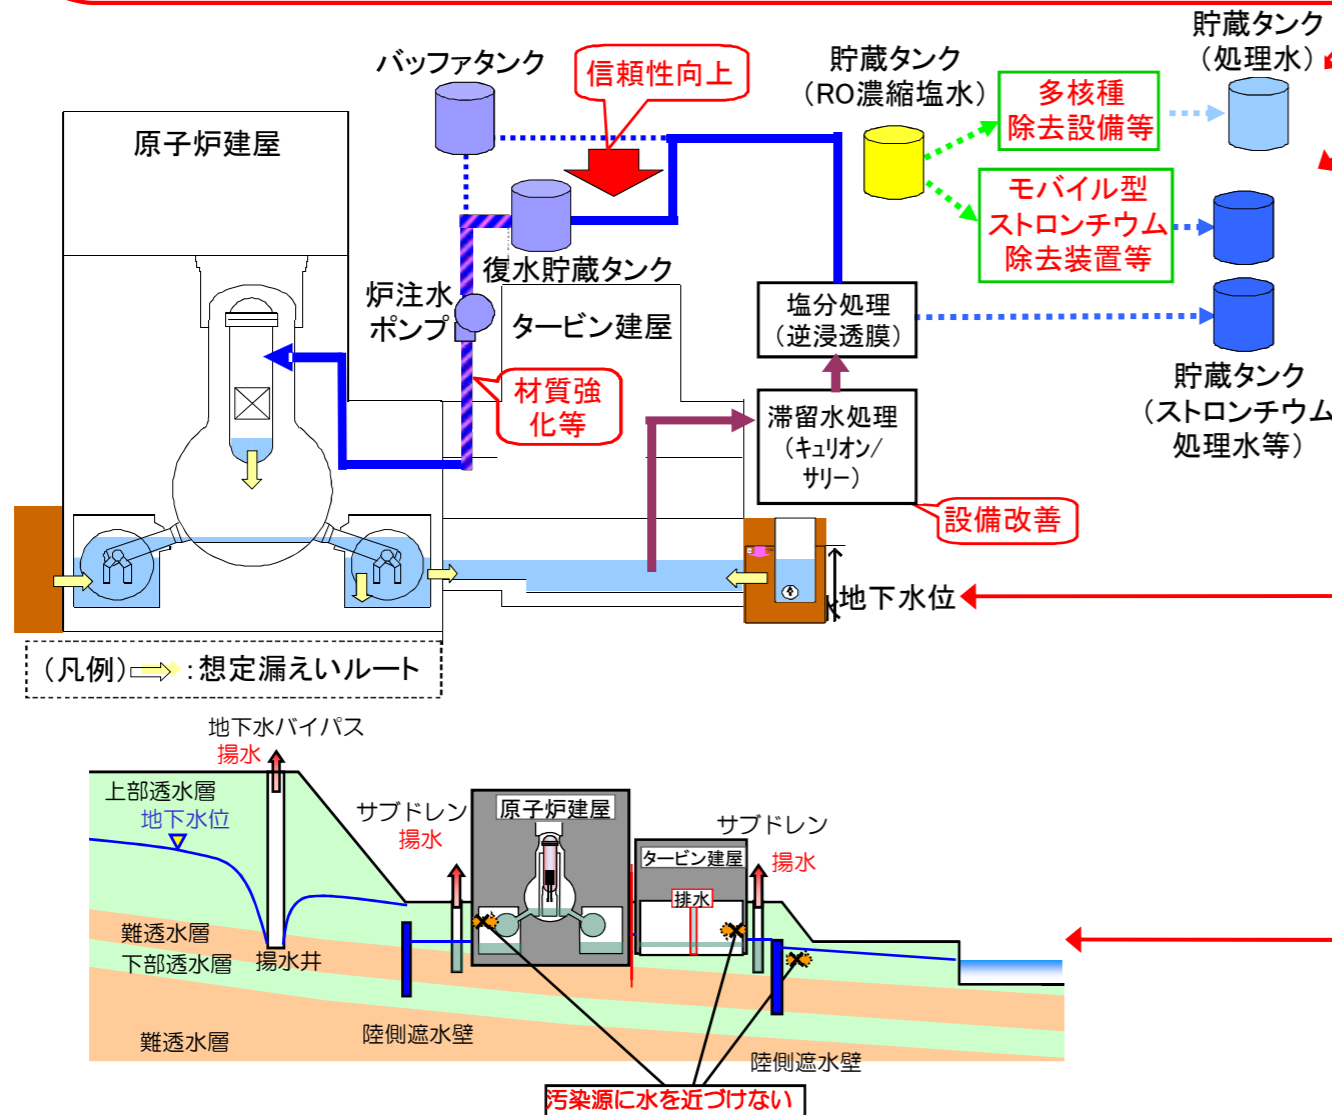 貯蔵タンク
（処理水）
バッファタンク
信頼性向上
貯蔵タンク
（RO濃縮塩水）
多核種
除去設備等
原子炉建屋
モバイル型
ストロンチウム
除去装置等
復水貯蔵タンク
炉注水
ポンプ
タービン建屋
塩分処理
（逆浸透膜）
材質強
化等
貯蔵タンク
（ストロンチウム
処理水等）
滞留水処理
（キュリオン/
サリー）
設備改善
地下水位
（凡例） ：想定漏えいルート
地下水バイパス
揚水
上部透水層
地下水位
サブドレン
揚水
原子炉建屋
サブドレン
揚水
タービン建屋
排水
難透水層
下部透水層
揚水井
難透水層
陸側遮水壁
陸側遮水壁
汚染源に水を近づけない